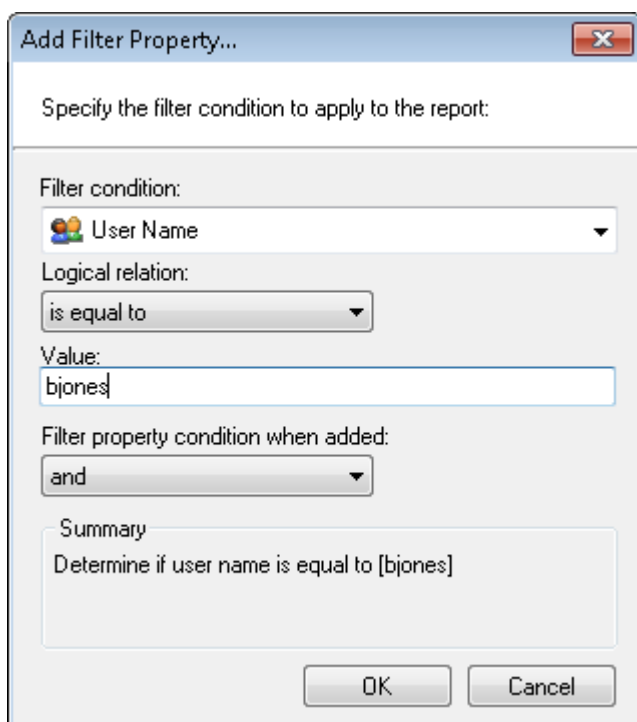 Add Filter Property...
Specify the filter condition to apply to the report:
Filter condition:
User Name
Logical relation:
is equal to
Value:
bjones
Filter property condition when added:
and
Summary
Determine if user name is equal to [bjones]
OK Cancel